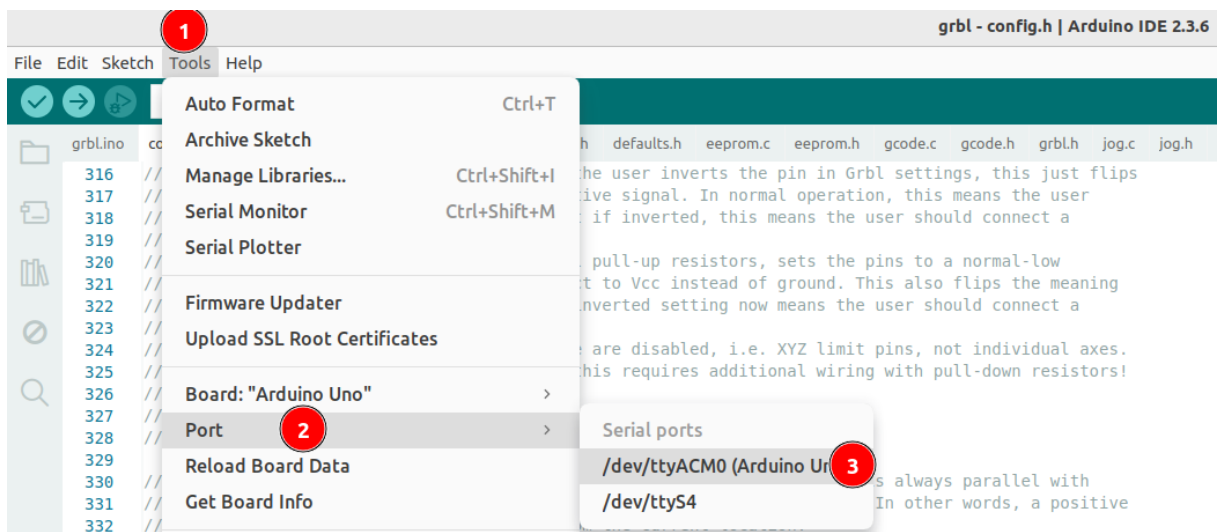 grbl - config.h | Arduino IDE 2.3.6
1
File Edit Sketch Tools Help
Auto Format Ctrl+T
grbl.ino Archive Sketch defaults.h eeprom.c eeprom.h gcode.c gcode.h grbl.h jog.c jog.h
316 // Manage Libraries... Ctrl+Shift+I the user inverts the pin in Grbl settings, this just flips
317 // signal. In normal operation, this means the user
318 // Serial Monitor Ctrl+Shift+M if inverted, this means the user should connect a
319 //
Serial Plotter
320 // pull-up resistors, sets the pins to a normal-low
321 // to Vcc instead of ground. This also flips the meaning
322 // Firmware Updater setting now means the user should connect a
323 //
324 // Upload SSL Root Certificates are disabled, i.e. XYZ limit pins, not individual axes.
325 // this requires additional wiring with pull-down resistors!
326 // Board: "Arduino Uno" >
327 //
328 // Port 2 > Serial ports
329
330 // Reload Board Data /dev/ttyACM0 (Arduino 3 always parallel with
331 // Get Board Info /dev/ttyS4 In other words, a positive
332 //